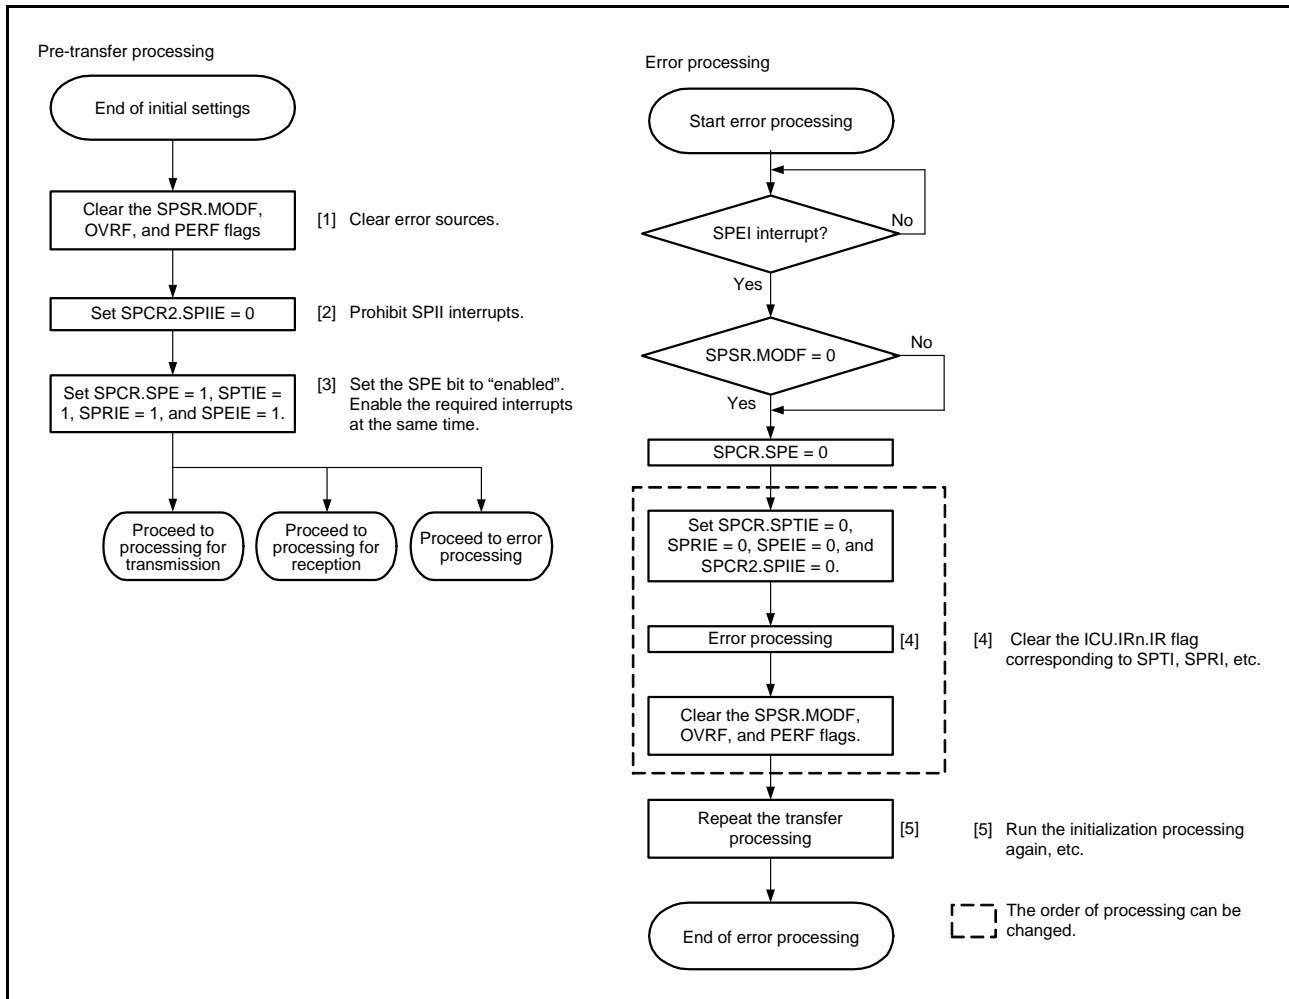 Pre-transfer processing
End of initial settings
Clear the SPSR.MODF,
OVRF, and PERF flags
[1] Clear error sources.
Set SPCR2.SPIIE = 0
[2] Prohibit SPII interrupts.
Set SPCR.SPE = 1, SPTIE =
1, SPRIE = 1, and SPEIE = 1.
[3] Set the SPE bit to “enabled”.
Enable the required interrupts
at the same time.
Proceed to
processing for
transmission
Proceed to
processing for
reception
Proceed to error
processing
Error processing
Start error processing
SPEI interrupt?
No
Yes
SPSR.MODF = 0
No
Yes
SPCR.SPE = 0
Set SPCR.SPTIE = 0,
SPRIE = 0, SPEIE = 0, and
SPCR2.SPIIE = 0.
Error processing
[4]
[4] Clear the ICU.IRn.IR flag
corresponding to SPTI, SPRI, etc.
Clear the SPSR.MODF,
OVRF, and PERF flags.
Repeat the transfer
processing
[5]
[5] Run the initialization processing
again, etc.
End of error processing
The order of processing can be
changed.